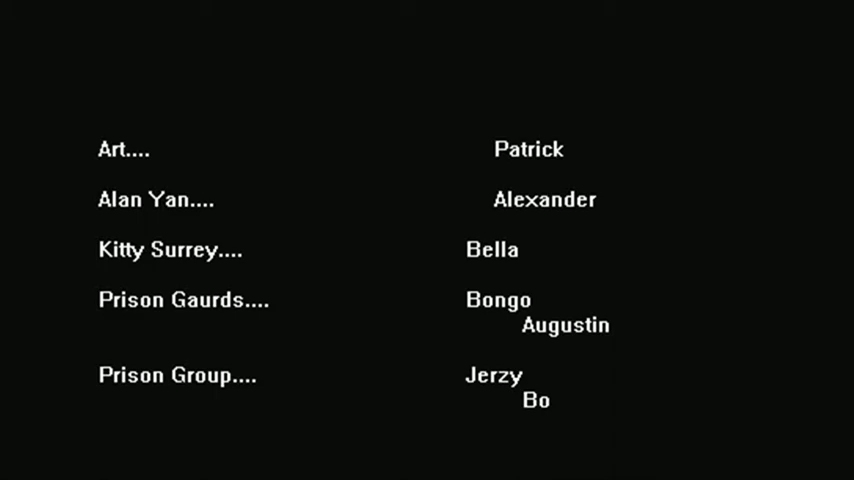 Art.... Patrick
Alan Yan.... Alexander
Kitty Surrey.... Bella
Prison Gaurds.... Bongo
Augustin
Prison Group.... Jerzy
Bo